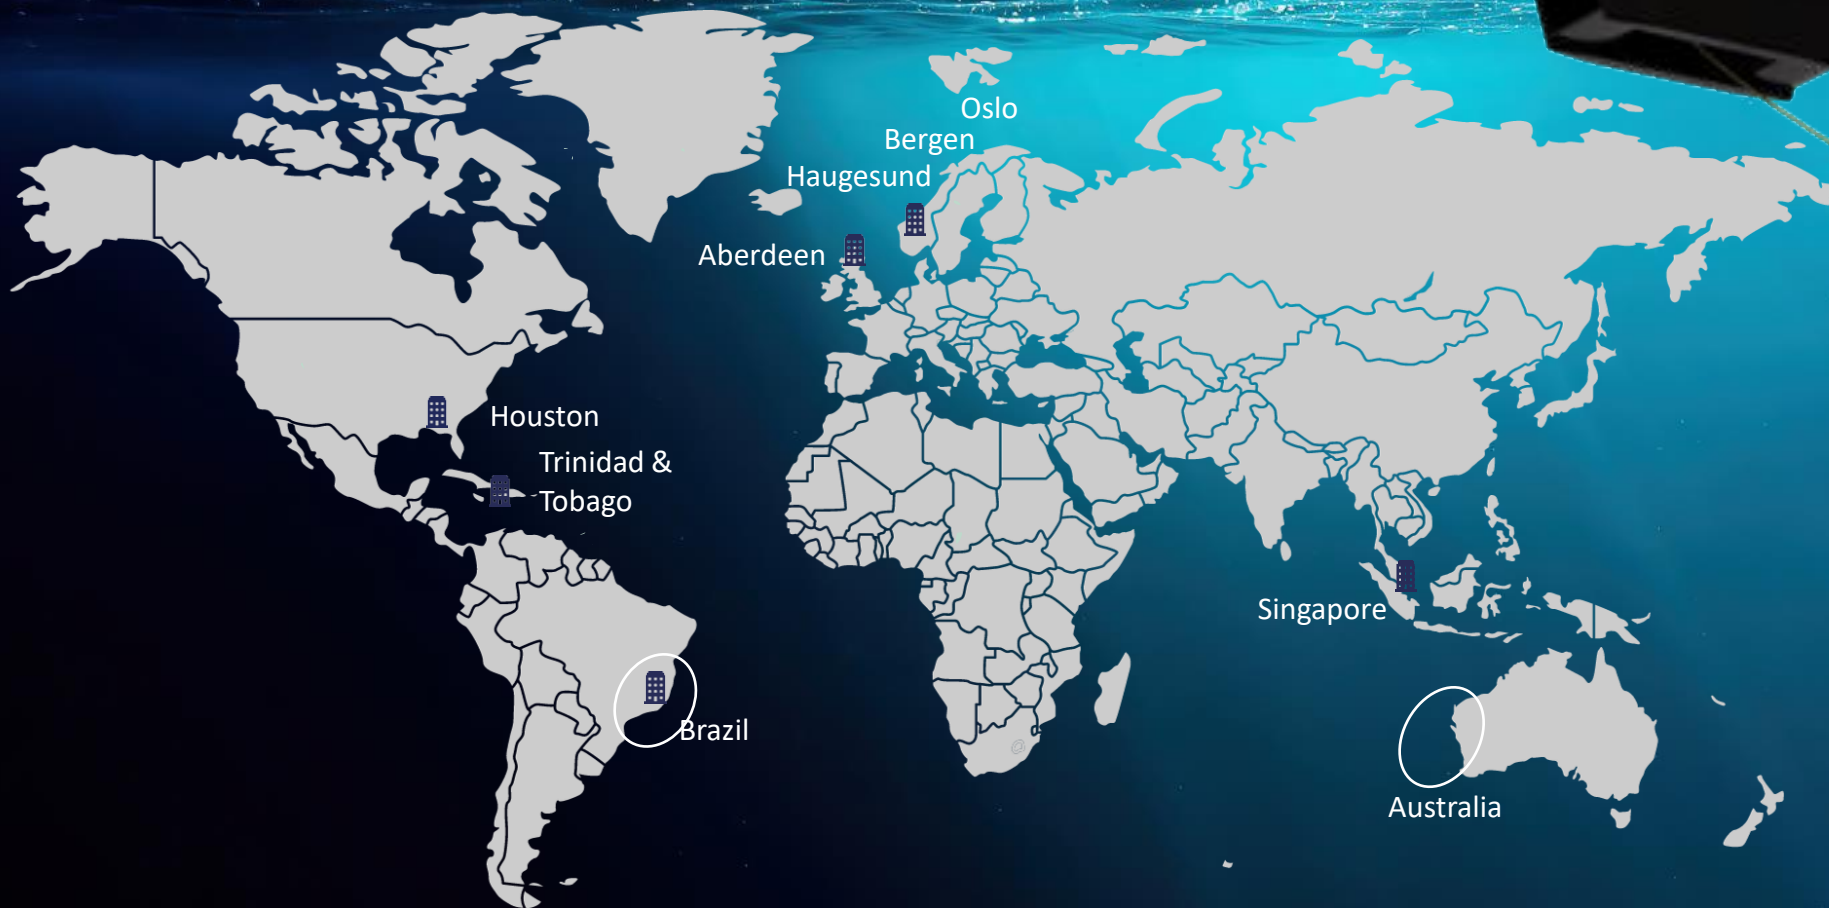 Oslo
Bergen
Haugesund
Aberdeen
Houston
Trinidad &
Tobago
Singapore
Brazil
Australia